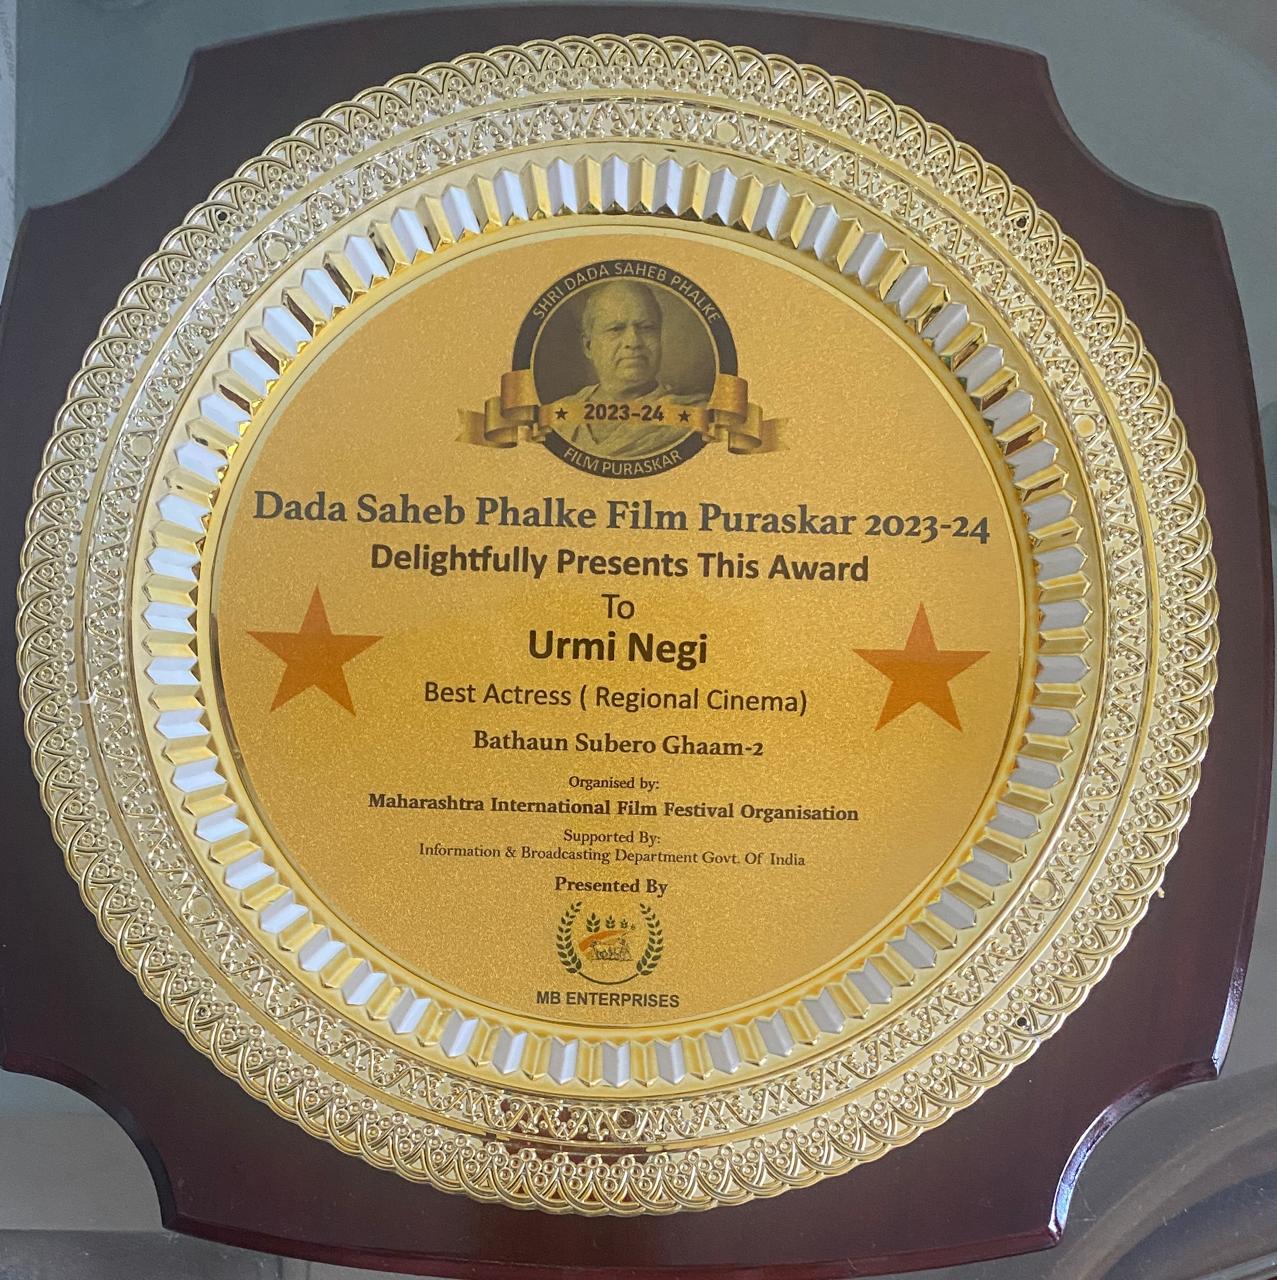 SHRI DADA SAHEB PHALKE
★ 2023-24 ★
FILM PURASKAR
Dada Saheb Phalke Film Puraskar 2023-24
Delightfully Presents This Award
To
Urmi Negi
Best Actress ( Regional Cinema)
Bathaun Subero Ghaam-2
Organised by:
Maharashtra International Film Festival Organisation
Supported By:
Information & Broadcasting Department Govt. Of India
Presented By
MB ENTERPRISES